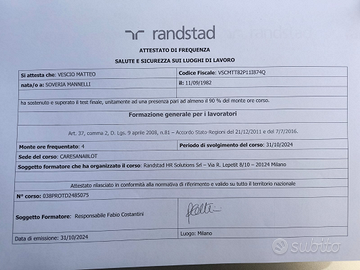 randstad
ATTESTATO DI FREQUENZA
SALUTE E SICUREZZA SUI LUOGHI DI LAVORO
Si attesta che: VESCIO MATTEO Codice Fiscale: VSCMTT82P11I874Q
nata/o a: SOVERIA MANNELLI il: 11/09/1982
ha sostenuto e superato il test finale, unitamente ad una presenza pari ad almeno il 90 % del monte ore corso.
Formazione generale per i lavoratori
Art. 37, comma 2, D. Lgs. 9 aprile 2008, n.81 - Accordo Stato Regioni del 21/12/2011 e del 7/7/2016.
Monte ore frequentati: 4 Periodo di svolgimento del corso: 31/10/2024
Sede del corso: CARESANABLOT
Soggetto formatore che ha organizzato il corso: Randstad HR Solutions Srl – Via R. Lepetit 8/10 – 20124 Milano
Attestato rilasciato in conformità alla normativa di riferimento e valido su tutto il territorio nazionale
N° corso: 038PROTD2485075
Soggetto Formatore: Responsabile Fabio Costantini
Data di emissione: 31/10/2024 Luogo: Milano
subito